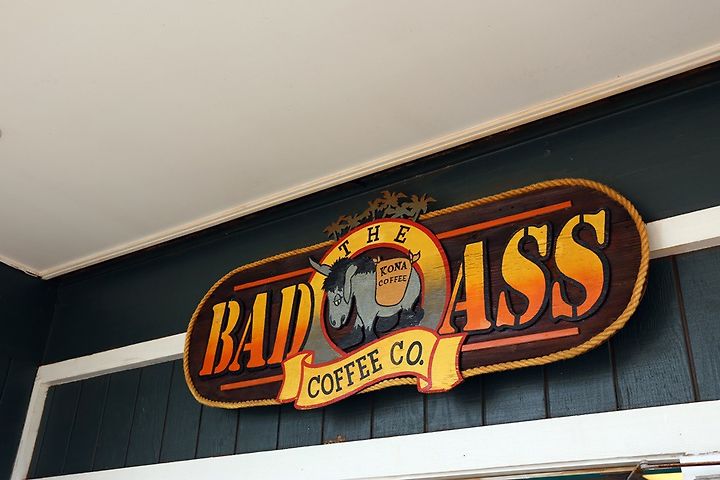 THE
BAD ASS
KONA
COFFEE
COFFEE CO.